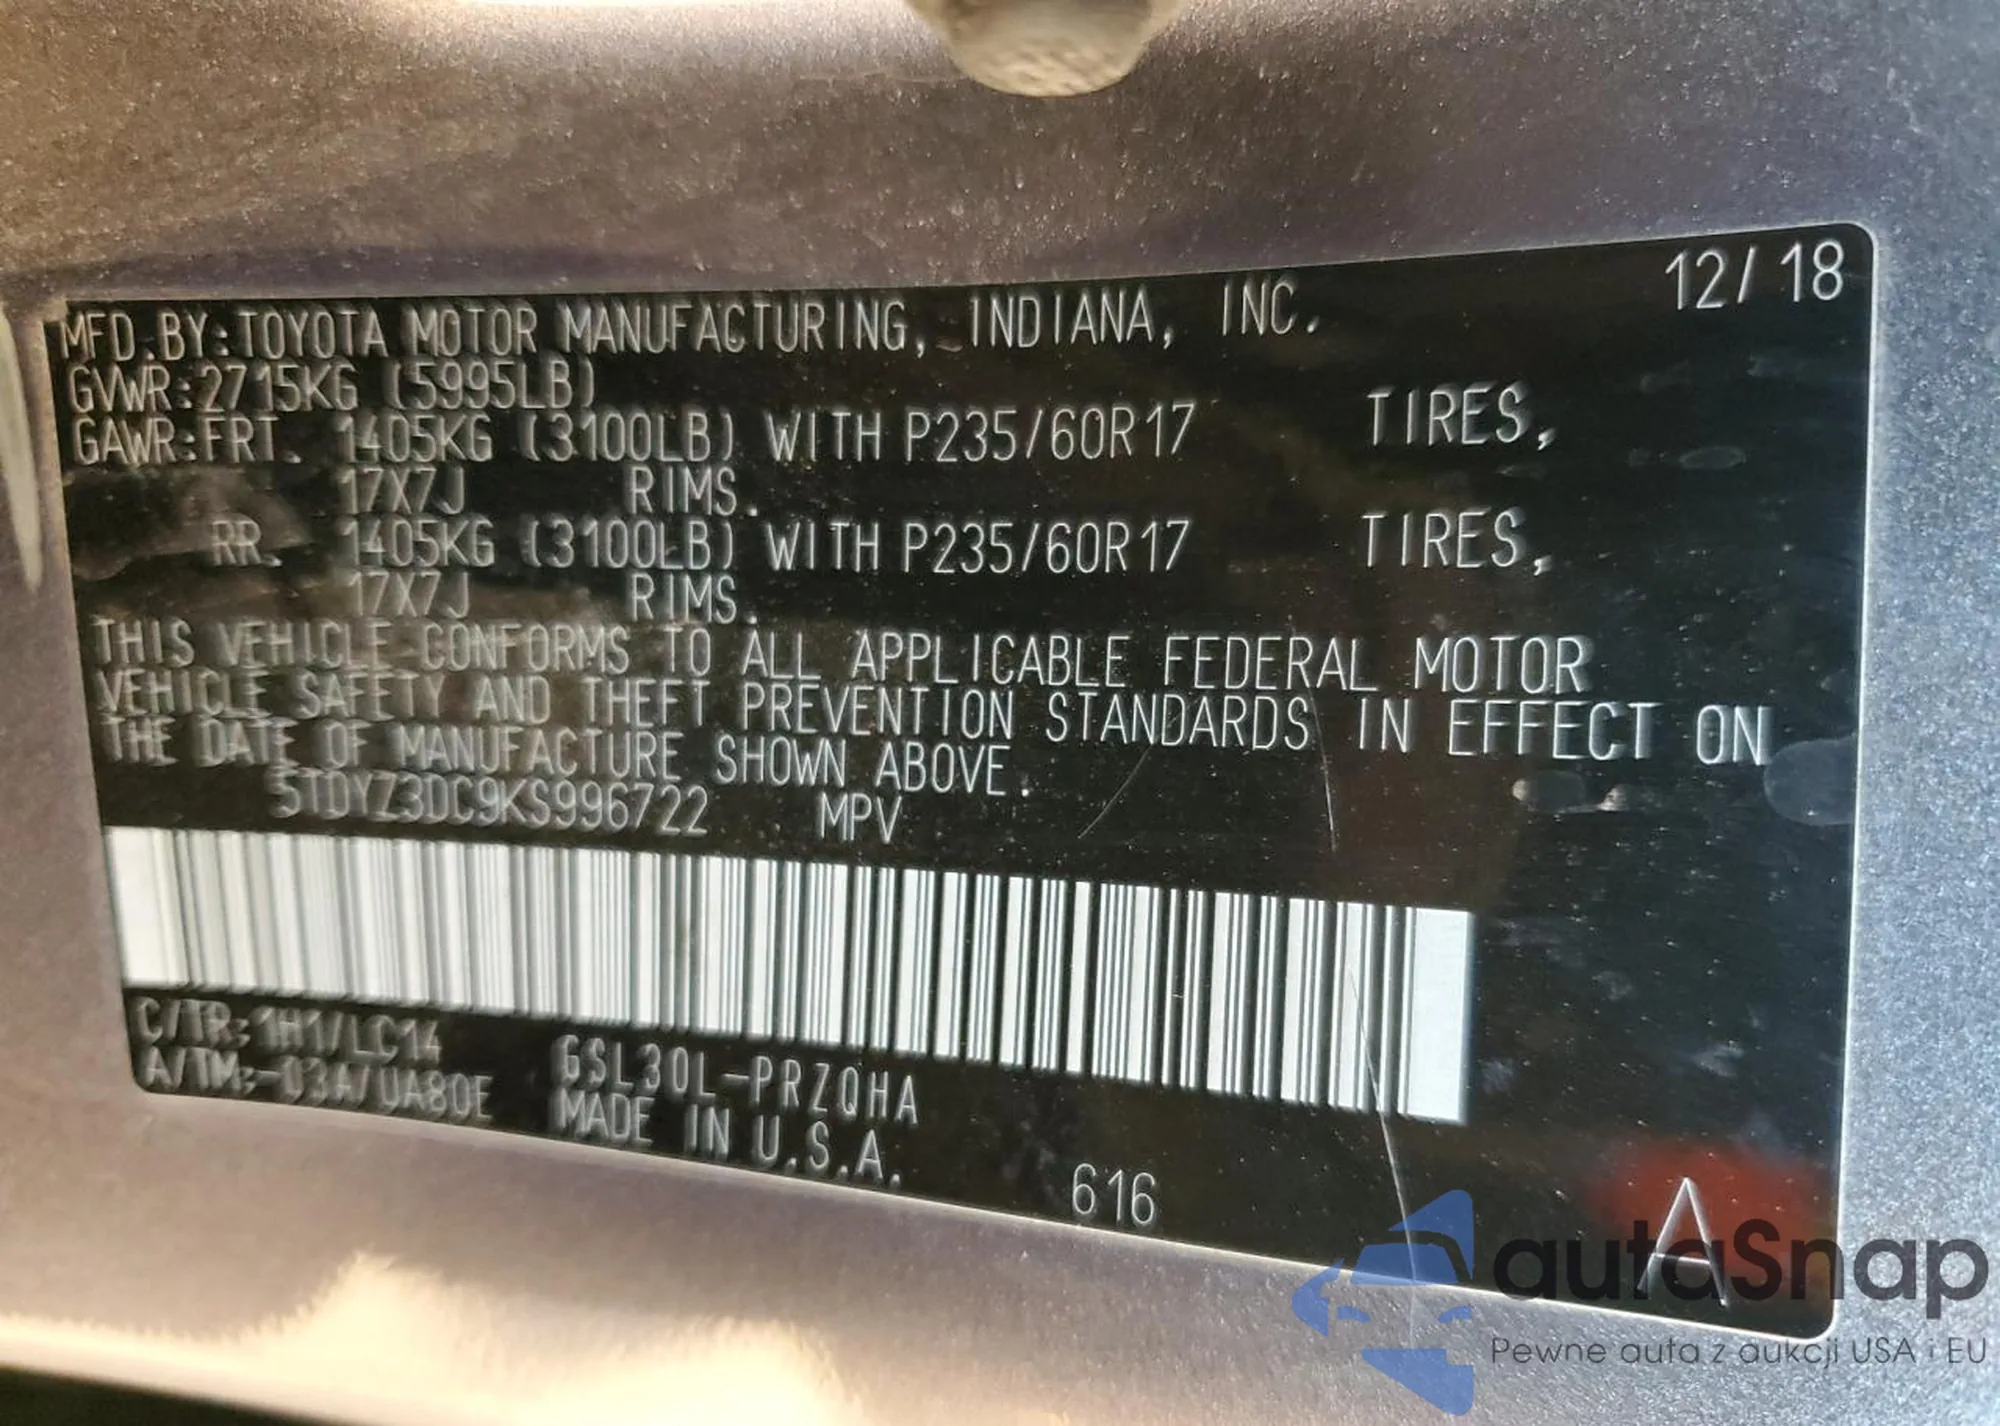 12/18
MFD.BY:TOYOTA MOTOR MANUFACTURING, INDIANA, INC.
GVWR:2715KG (5995LB)
GAWR:FRT. 1405KG (3100LB) WITH P235/60R17 TIRES,
17X7J RIMS.
RR. 1405KG (3100LB) WITH P235/60R17 TIRES,
17X7J RIMS.
THIS VEHICLE CONFORMS TO ALL APPLICABLE FEDERAL MOTOR
VEHICLE SAFETY AND THEFT PREVENTION STANDARDS IN EFFECT ON
THE DATE OF MANUFACTURE SHOWN ABOVE.
5TDYZ3DC9KS996722 MPV
C/TR:1H1/LC14 GSL30L-PRZQHA
A/TM:-03A/UA80E MADE IN U.S.A.
616
A
autaSnap
Pewne auta z aukcji USA i EU